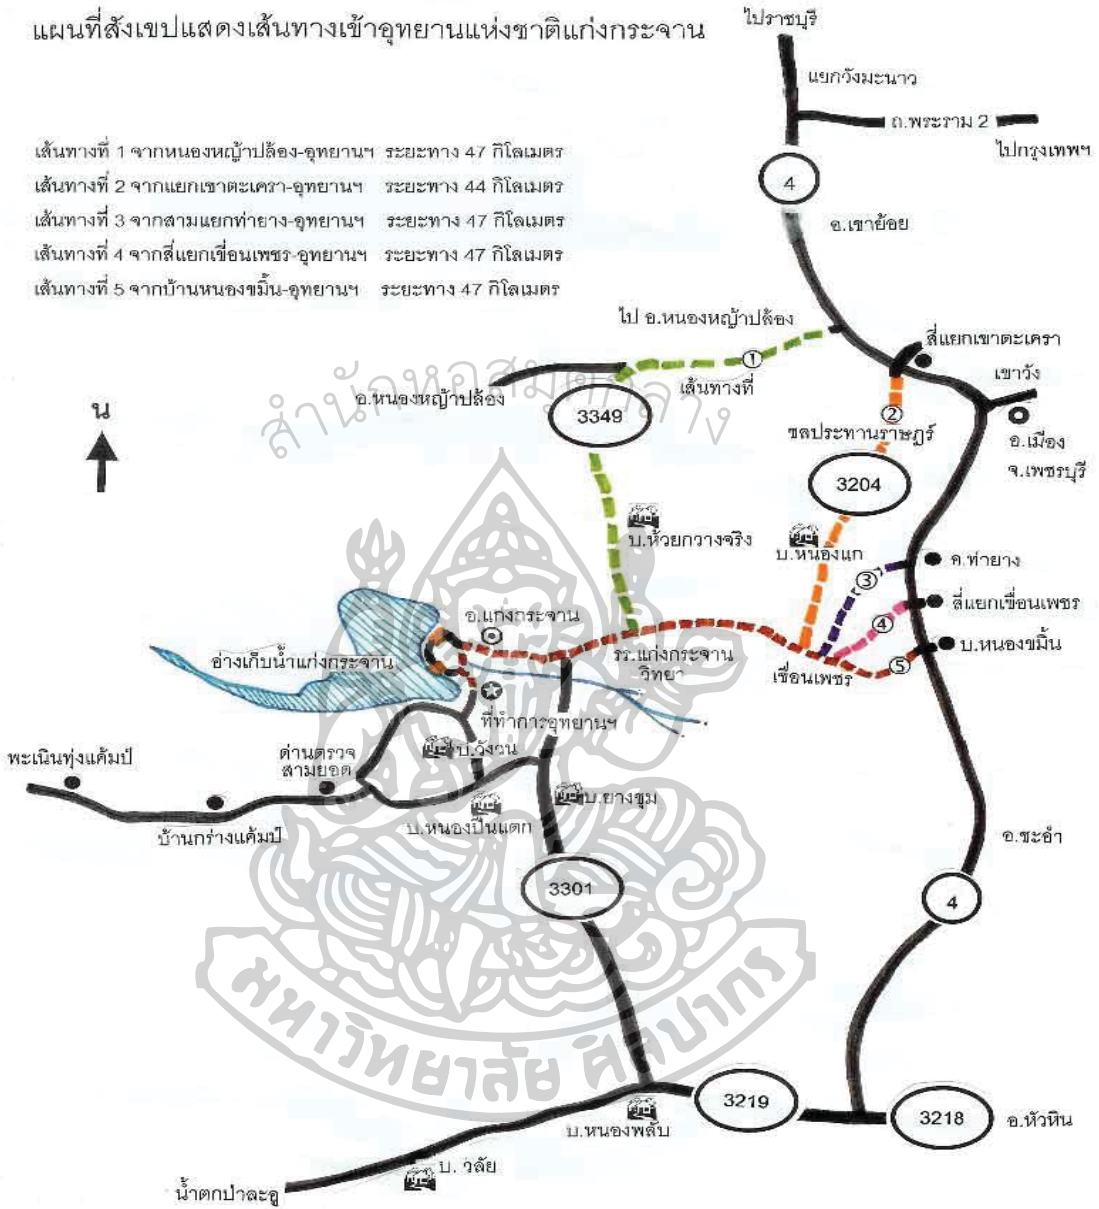 แผนที่สังเขปแสดงเส้นทางเข้าอุทยานแห่งชาติแก่งกระจาน
ไปราชบุรี
แยกวังมะนาว
ถ.พระราม 2
ไปกรุงเทพฯ
เส้นทางที่ 1 จากหนองหญ้าปล้อง-อุทยานฯ ระยะทาง 47 กิโลเมตร
เส้นทางที่ 2 จากแยกเขาตะเครา-อุทยานฯ ระยะทาง 44 กิโลเมตร
เส้นทางที่ 3 จากสามแยกท่ายาง-อุทยานฯ ระยะทาง 47 กิโลเมตร
เส้นทางที่ 4 จากสี่แยกเขื่อนเพชร-อุทยานฯ ระยะทาง 47 กิโลเมตร
เส้นทางที่ 5 จากบ้านหนองขมิ้น-อุทยานฯ ระยะทาง 47 กิโลเมตร
4
อ.เขาย้อย
ไป อ.หนองหญ้าปล้อง
สี่แยกเขาตะเครา
1
เส้นทางที่
เขาวัง
อ.หนองหญ้าปล้อง
สำนักหอสมุดกลาง
น
3349
2
ชลประทานราษฎร์
อ.เมือง
จ.เพชรบุรี
3204
บ.ห้วยกวางจริง
บ.หนองแก
3
อ.ท่ายาง
4
สี่แยกเขื่อนเพชร
อ.แก่งกระจาน
บ.หนองขมิ้น
อ่างเก็บน้ำแก่งกระจาน
รร.แก่งกระจาน
วิทยา
เขื่อนเพชร
5
ที่ทำการอุทยานฯ
พะเนินทุ่งแค้มป์
ด่านตรวจ
สามยอด
บ.วังวน
บ.ยางชุม
บ้านกร่างแค้มป์
บ.หนองปืนแตก
อ.ชะอำ
3301
4
มหาวิทยาลัย ศิลปากร
3219
3218
อ.หัวหิน
บ.หนองพลับ
บ. วลัย
น้ำตกป่าละอู